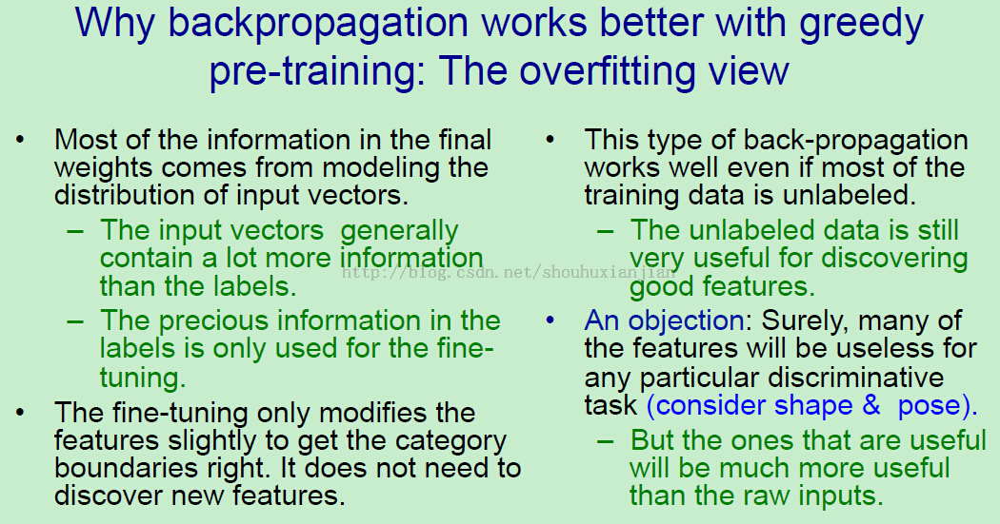 Why backpropagation works better with greedy
pre-training: The overfitting view
• Most of the information in the final
weights comes from modeling the
distribution of input vectors.
– The input vectors generally
contain a lot more information
than the labels.
– The precious information in the
labels is only used for the fine-
tuning.
• The fine-tuning only modifies the
features slightly to get the category
boundaries right. It does not need to
discover new features.
• This type of back-propagation
works well even if most of the
training data is unlabeled.
– The unlabeled data is still
very useful for discovering
good features.
• An objection: Surely, many of
the features will be useless for
any particular discriminative
task (consider shape & pose).
– But the ones that are useful
will be much more useful
than the raw inputs.
http://blog.csdn.net/shouhuxianjian